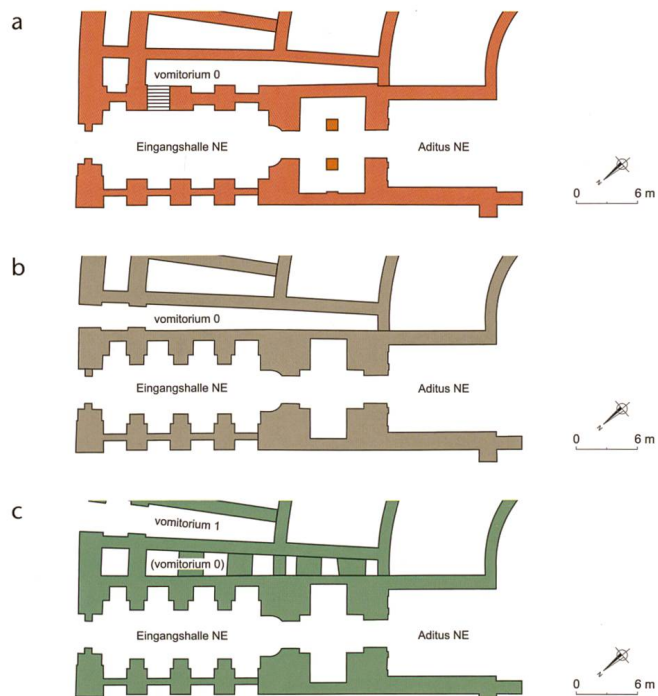 a
vomitorium 0
Eingangshalle NE
Aditus NE
N
0 6 m
b
vomitorium 0
Eingangshalle NE
Aditus NE
N
0 6 m
c
vomitorium 1
(vomitorium 0)
Eingangshalle NE
Aditus NE
N
0 6 m